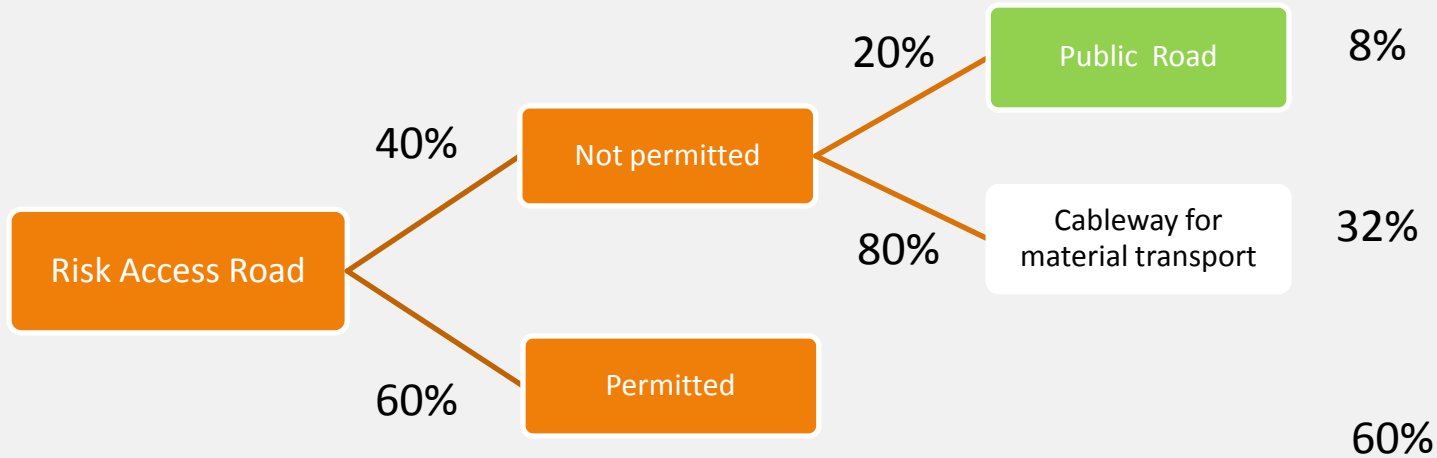 20%
Public Road
8%
40%
Not permitted
Cableway for
material transport
32%
80%
Risk Access Road
60%
Permitted
60%